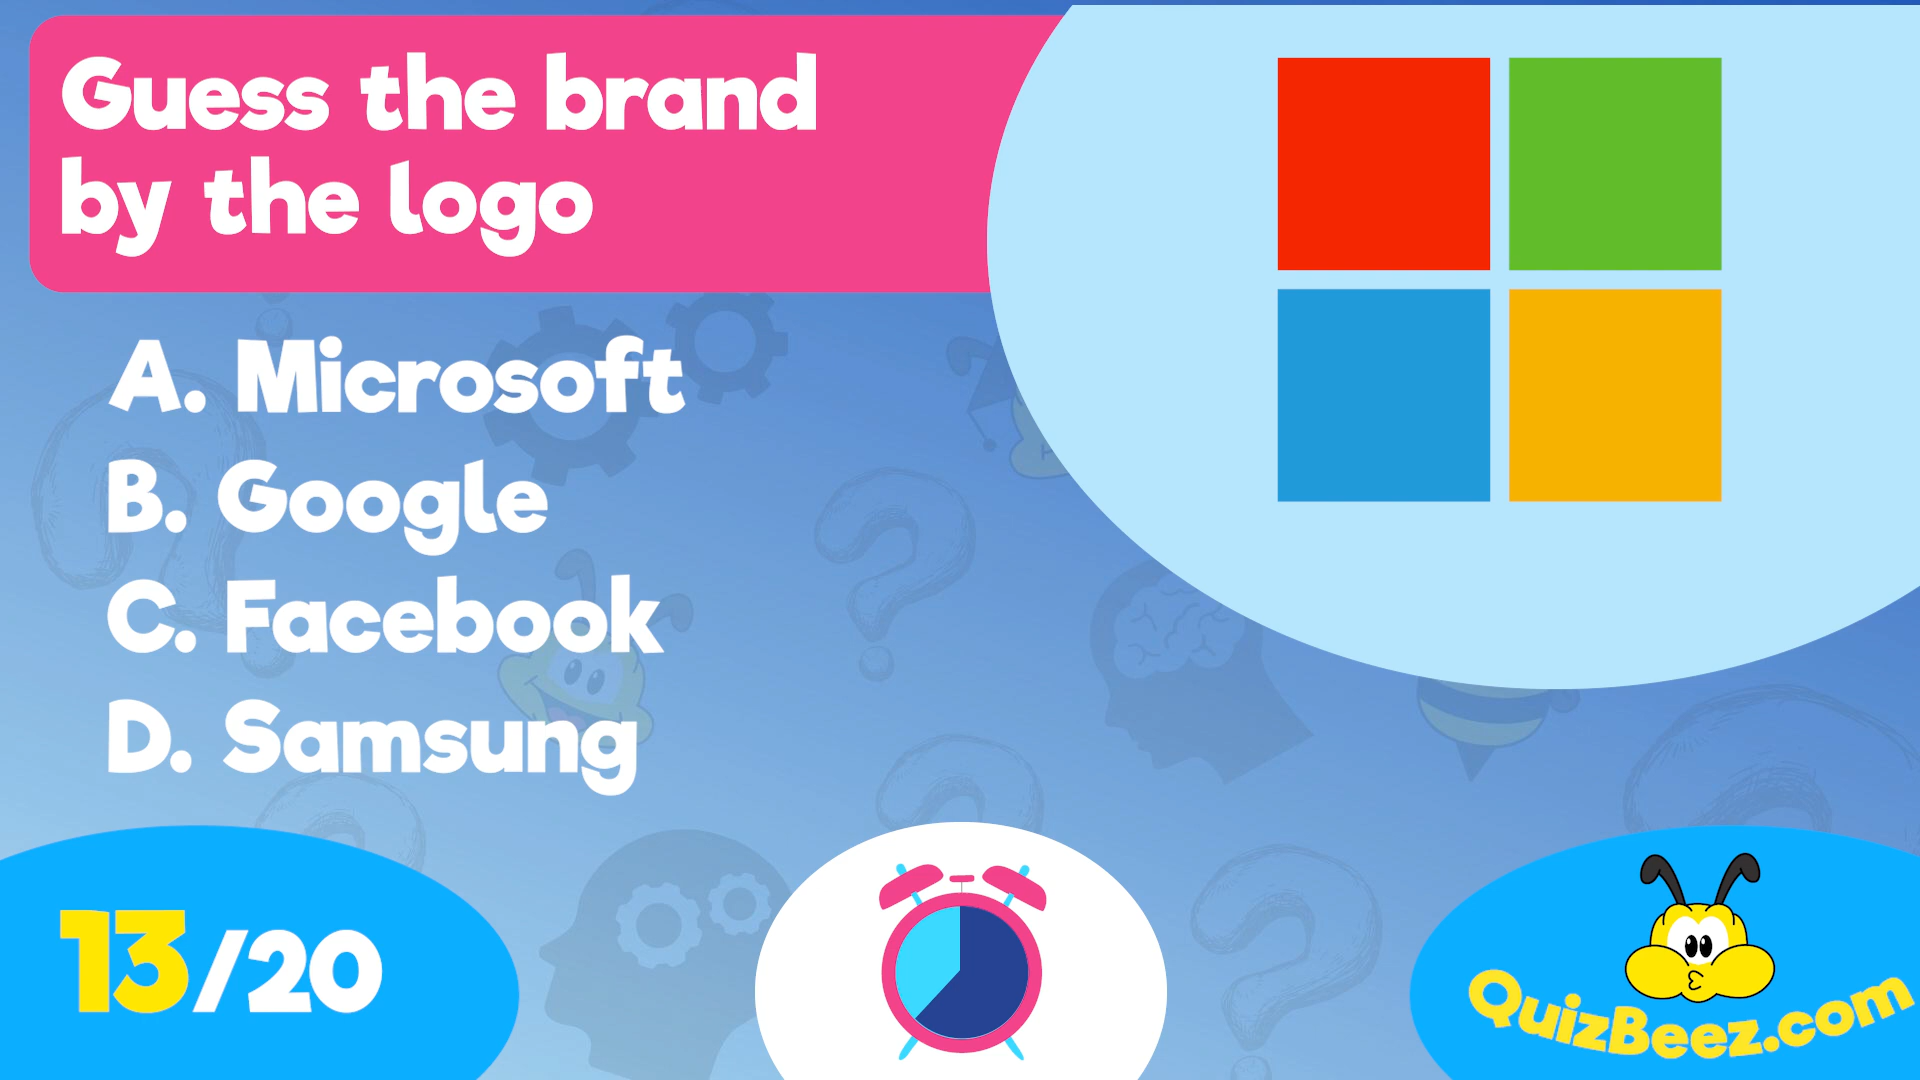 Guess the brand
by the logo
A. Microsoft
B. Google
C. Facebook
D. Samsung
13/20
QuizBeez.com